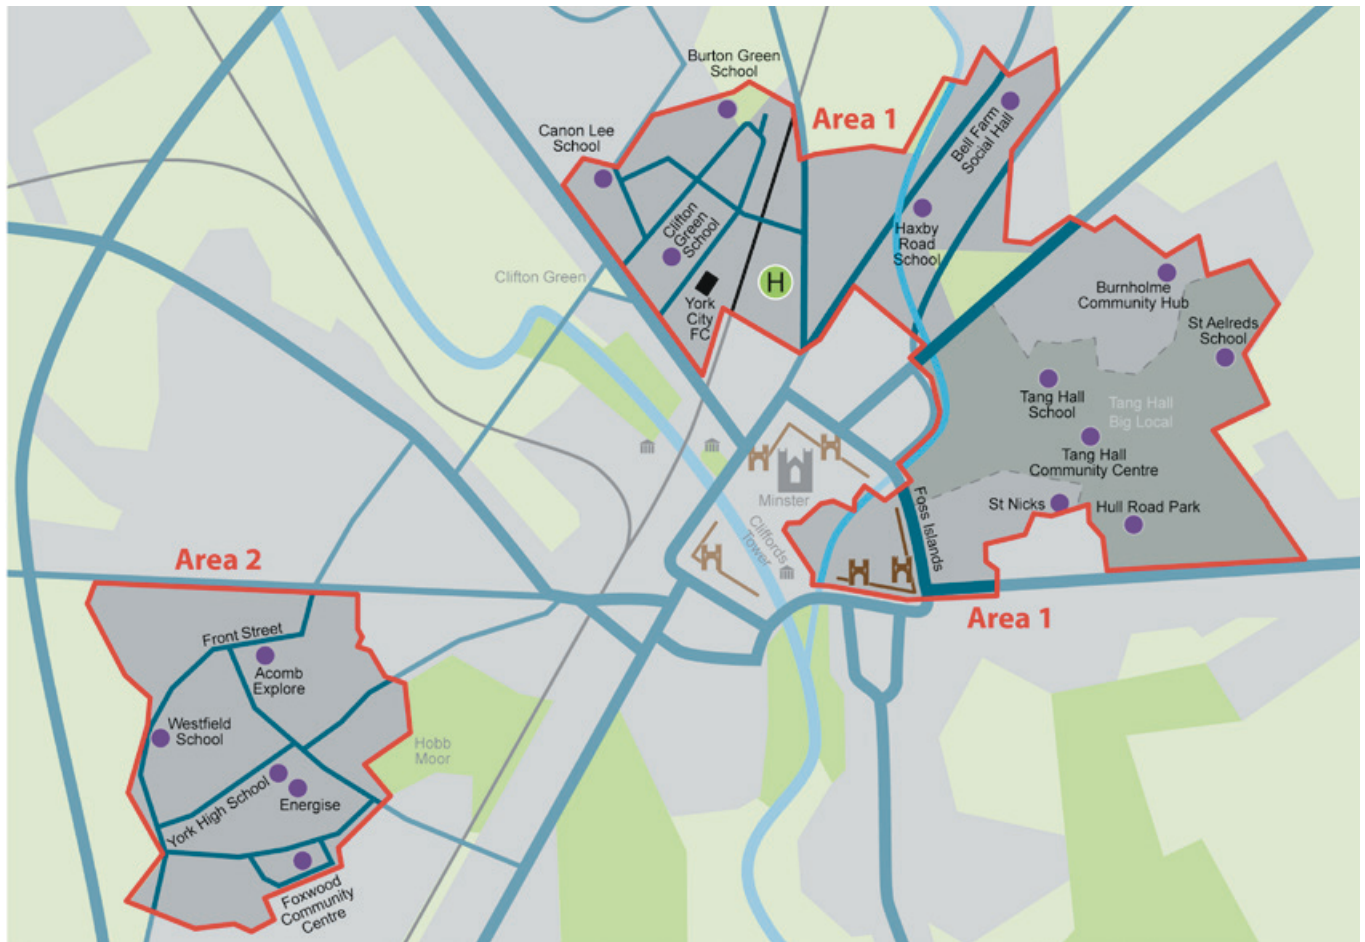 Burton Green
School
Area 1
Canon Lee
School
Bell Farm
Social Hall
Clifton
Green
School
Haxby
Road
School
Clifton Green
H
York
City
FC
Burnholme
Community Hub
St Aelreds
School
Tang Hall
School
Tang Hall
Big Local
Tang Hall
Community Centre
Minster
Cliffords
Tower
Foss Islands
St Nicks
Hull Road Park
Area 2
Area 1
Front Street
Acomb
Explore
Westfield
School
Hobb
Moor
York High School
Energise
Foxwood
Community
Centre